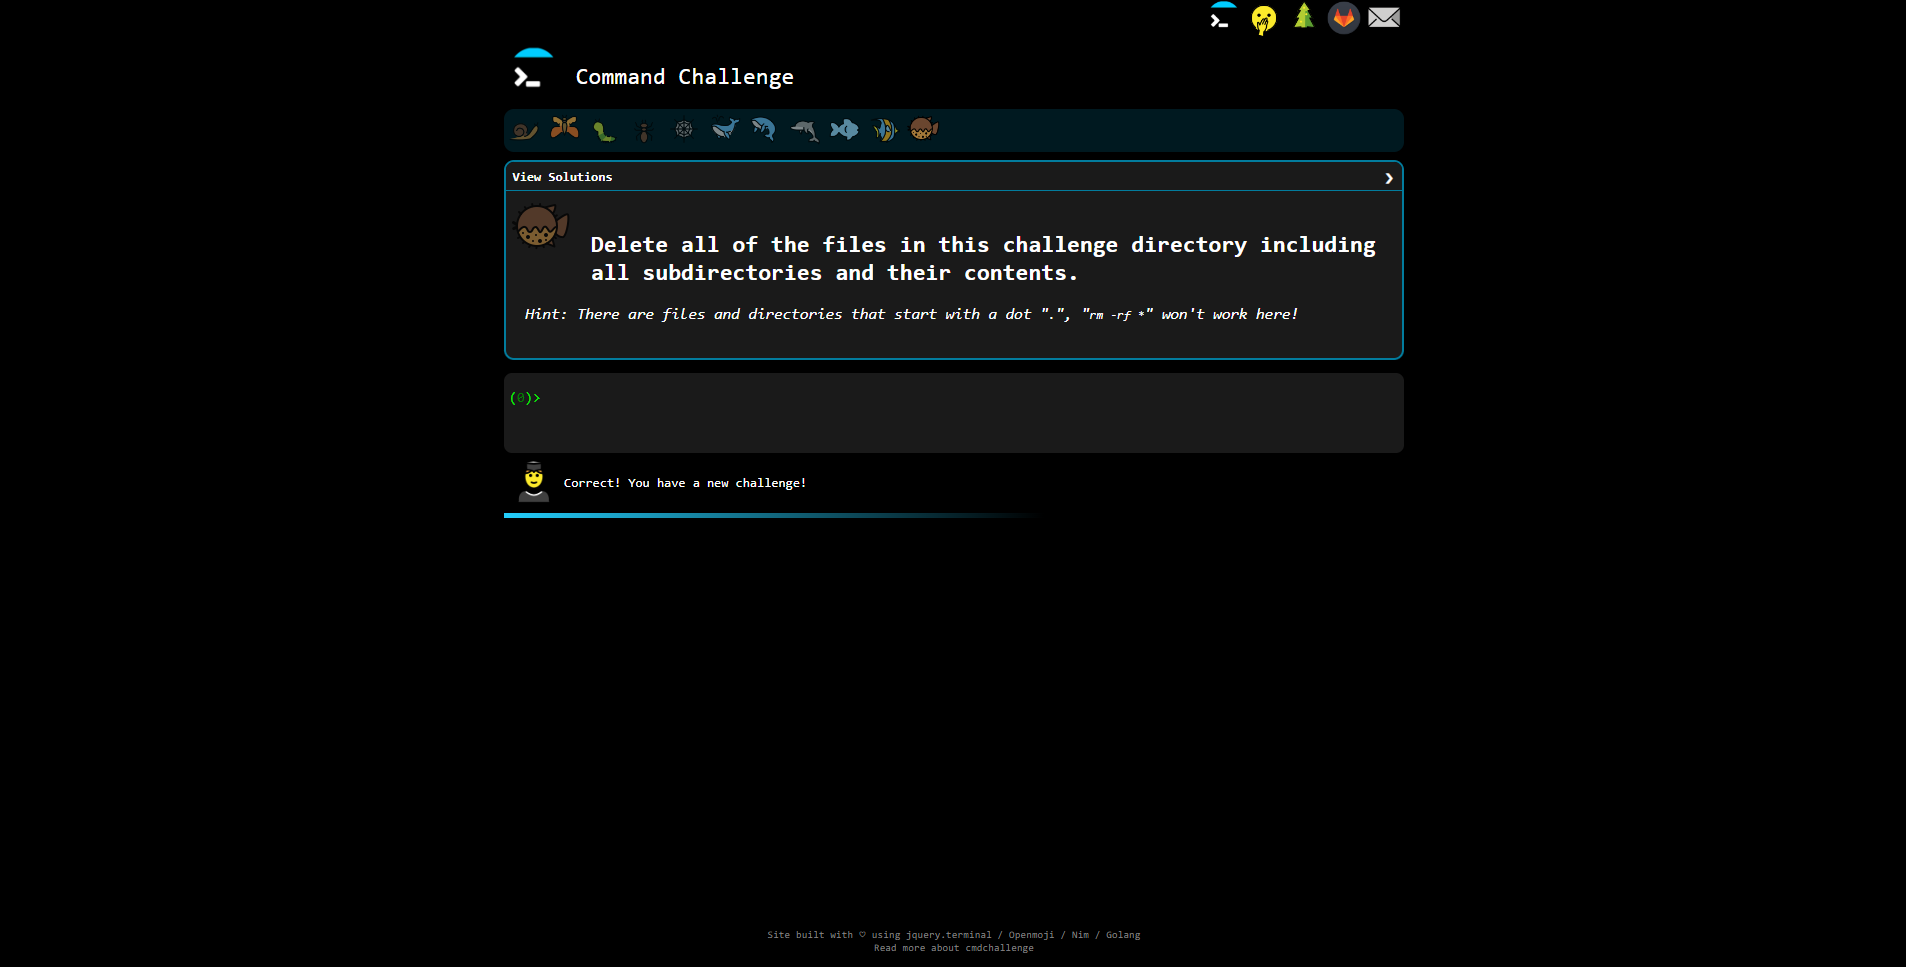 Command Challenge
View Solutions
Delete all of the files in this challenge directory including
all subdirectories and their contents.
Hint: There are files and directories that start with a dot ".", "rm -rf *" won't work here!
(0)>
Correct! You have a new challenge!
Site built with ♡ using jquery.terminal / Openmoji / Nim / Golang
Read more about cmdchallenge